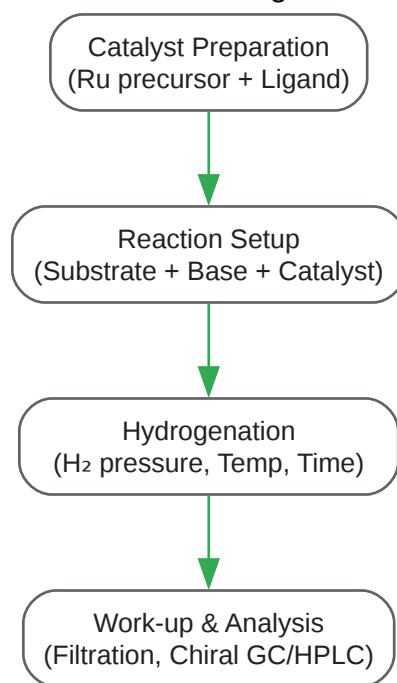 Catalyst Preparation
(Ru precursor + Ligand)
Reaction Setup
(Substrate + Base + Catalyst)
Hydrogenation
(H₂ pressure, Temp, Time)
Work-up & Analysis
(Filtration, Chiral GC/HPLC)